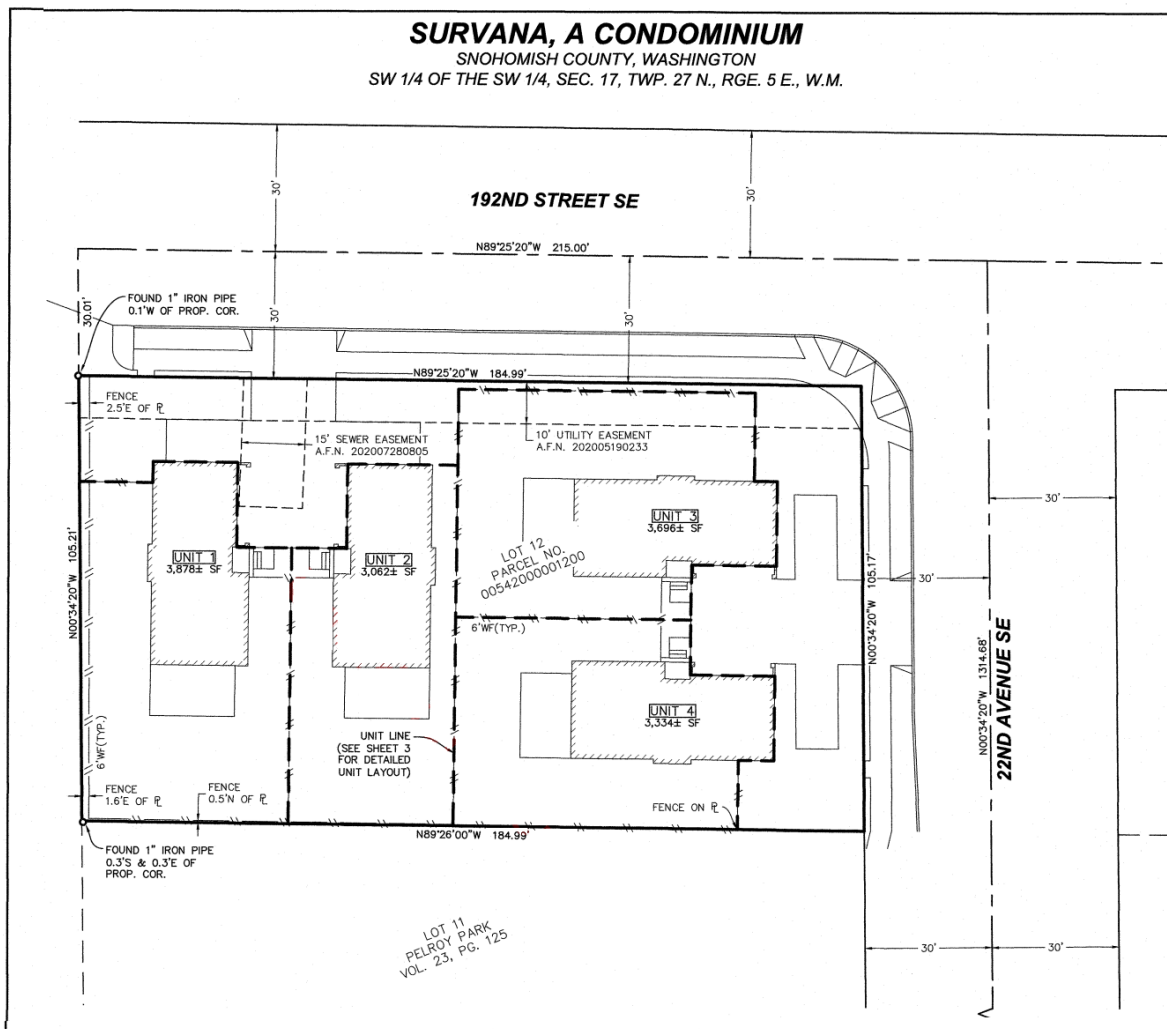 SURVANA, A CONDOMINIUM
SNOHOMISH COUNTY, WASHINGTON
SW 1/4 OF THE SW 1/4, SEC. 17, TWP. 27 N., RGE. 5 E., W.M.
30'
30'
192ND STREET SE
N89°25'20"W 215.00'
30.01'
FOUND 1" IRON PIPE
0.1'W OF PROP. COR.
30'
30'
N89°25'20"W 184.99'
FENCE
2.5'E OF ℙL
15' SEWER EASEMENT
A.F.N. 202007280805
10' UTILITY EASEMENT
A.F.N. 202005190233
30'
UNIT 3
3,696± SF
LOT 12
PARCEL NO.
00542000001200
UNIT 1
3,878± SF
UNIT 2
3,062± SF
N00°34'20"W 105.21'
N00°34'20"W 105.17'
30'
6'WF(TYP.)
N00°34'20"W 1314.68'
22ND AVENUE SE
UNIT 4
3,334± SF
UNIT LINE
(SEE SHEET 3
FOR DETAILED
UNIT LAYOUT)
6'WF(TYP.)
FENCE
1.6'E OF ℙL
FENCE
0.5'N OF ℙL
FENCE ON ℙL
N89°26'00"W 184.99'
FOUND 1" IRON PIPE
0.3'S & 0.3'E OF
PROP. COR.
LOT 11
PELROY PARK
VOL. 23, PG. 125
30'
30'